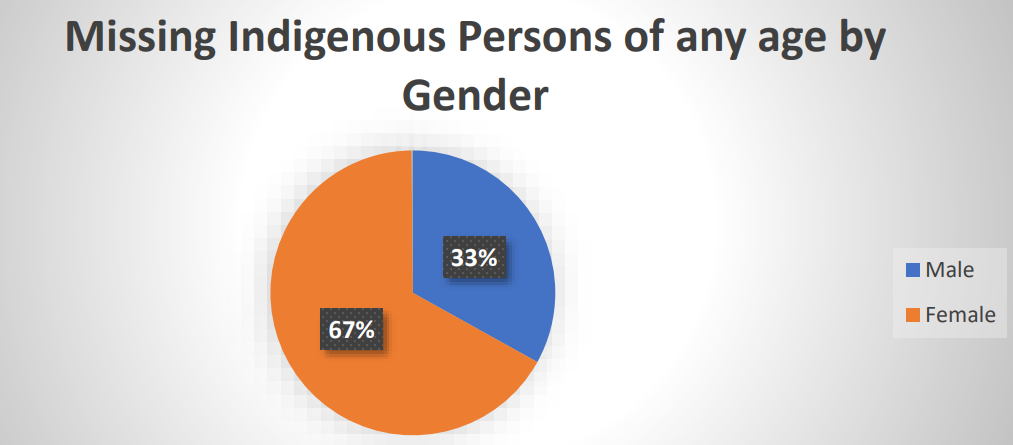 Missing Indigenous Persons of any age by
Gender
33%
67%
Male
Female